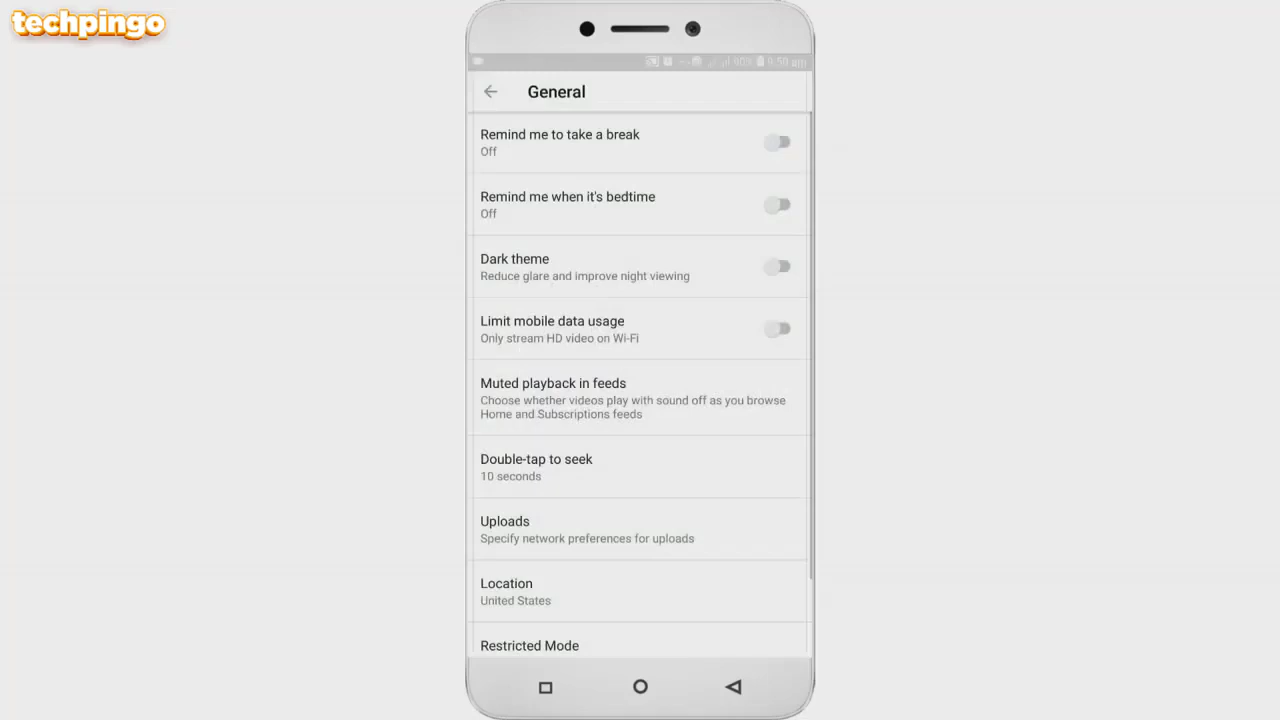 techpingo
90% 9.50
General
Remind me to take a break
Off
Remind me when it's bedtime
Off
Dark theme
Reduce glare and improve night viewing
Limit mobile data usage
Only stream HD video on Wi-Fi
Muted playback in feeds
Choose whether videos play with sound off as you browse
Home and Subscriptions feeds
Double-tap to seek
10 seconds
Uploads
Specify network preferences for uploads
Location
United States
Restricted Mode